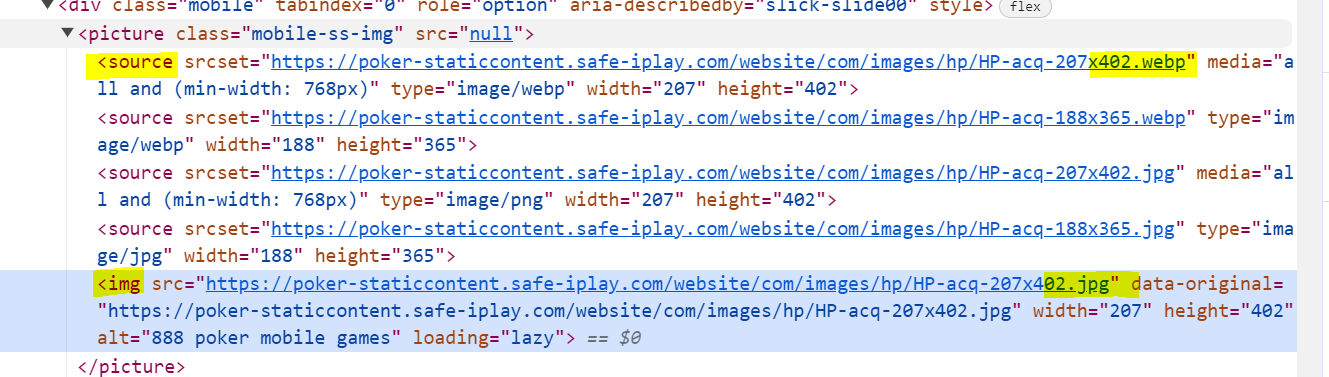 <div class="mobile" tabindex="0" role="option" aria-describedby="slick-slide00" style> flex
<picture class="mobile-ss-img" src="null">
<source srcset="https://poker-staticcontent.safe-iplay.com/website/com/images/hp/HP-acq-207x402.webp" media="a
ll and (min-width: 768px)" type="image/webp" width="207" height="402">
<source srcset="https://poker-staticcontent.safe-iplay.com/website/com/images/hp/HP-acq-188x365.webp" type="im
age/webp" width="188" height="365">
<source srcset="https://poker-staticcontent.safe-iplay.com/website/com/images/hp/HP-acq-207x402.jpg" media="al
l and (min-width: 768px)" type="image/png" width="207" height="402">
<source srcset="https://poker-staticcontent.safe-iplay.com/website/com/images/hp/HP-acq-188x365.jpg" type="ima
ge/jpg" width="188" height="365">
<img src="https://poker-staticcontent.safe-iplay.com/website/com/images/hp/HP-acq-207x402.jpg" data-original=
"https://poker-staticcontent.safe-iplay.com/website/com/images/hp/HP-acq-207x402.jpg" width="207" height="402"
alt="888 poker mobile games" loading="lazy"> == $0
</picture>